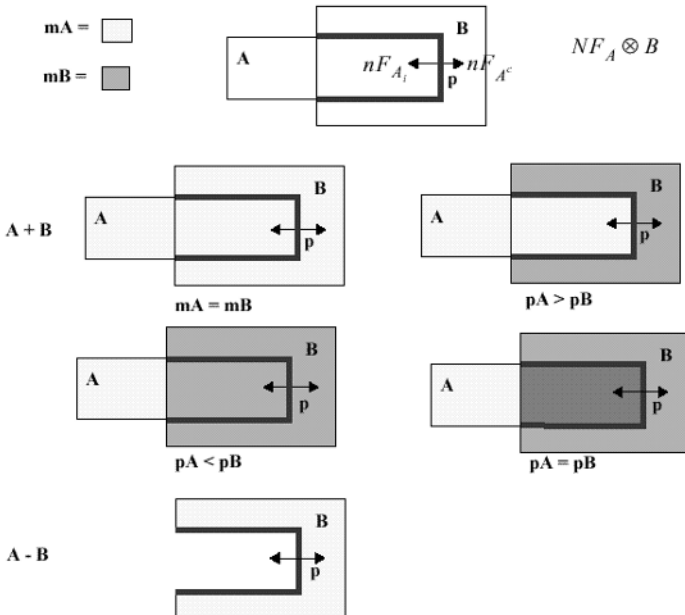 mA =
mB =
A
B
p
nF_{A_i}
nF_{A^c}
NF_A ⊗ B
A + B
A
B
p
mA = mB
A
B
p
pA > pB
A
B
p
pA < pB
A
B
p
pA = pB
A - B
B
p